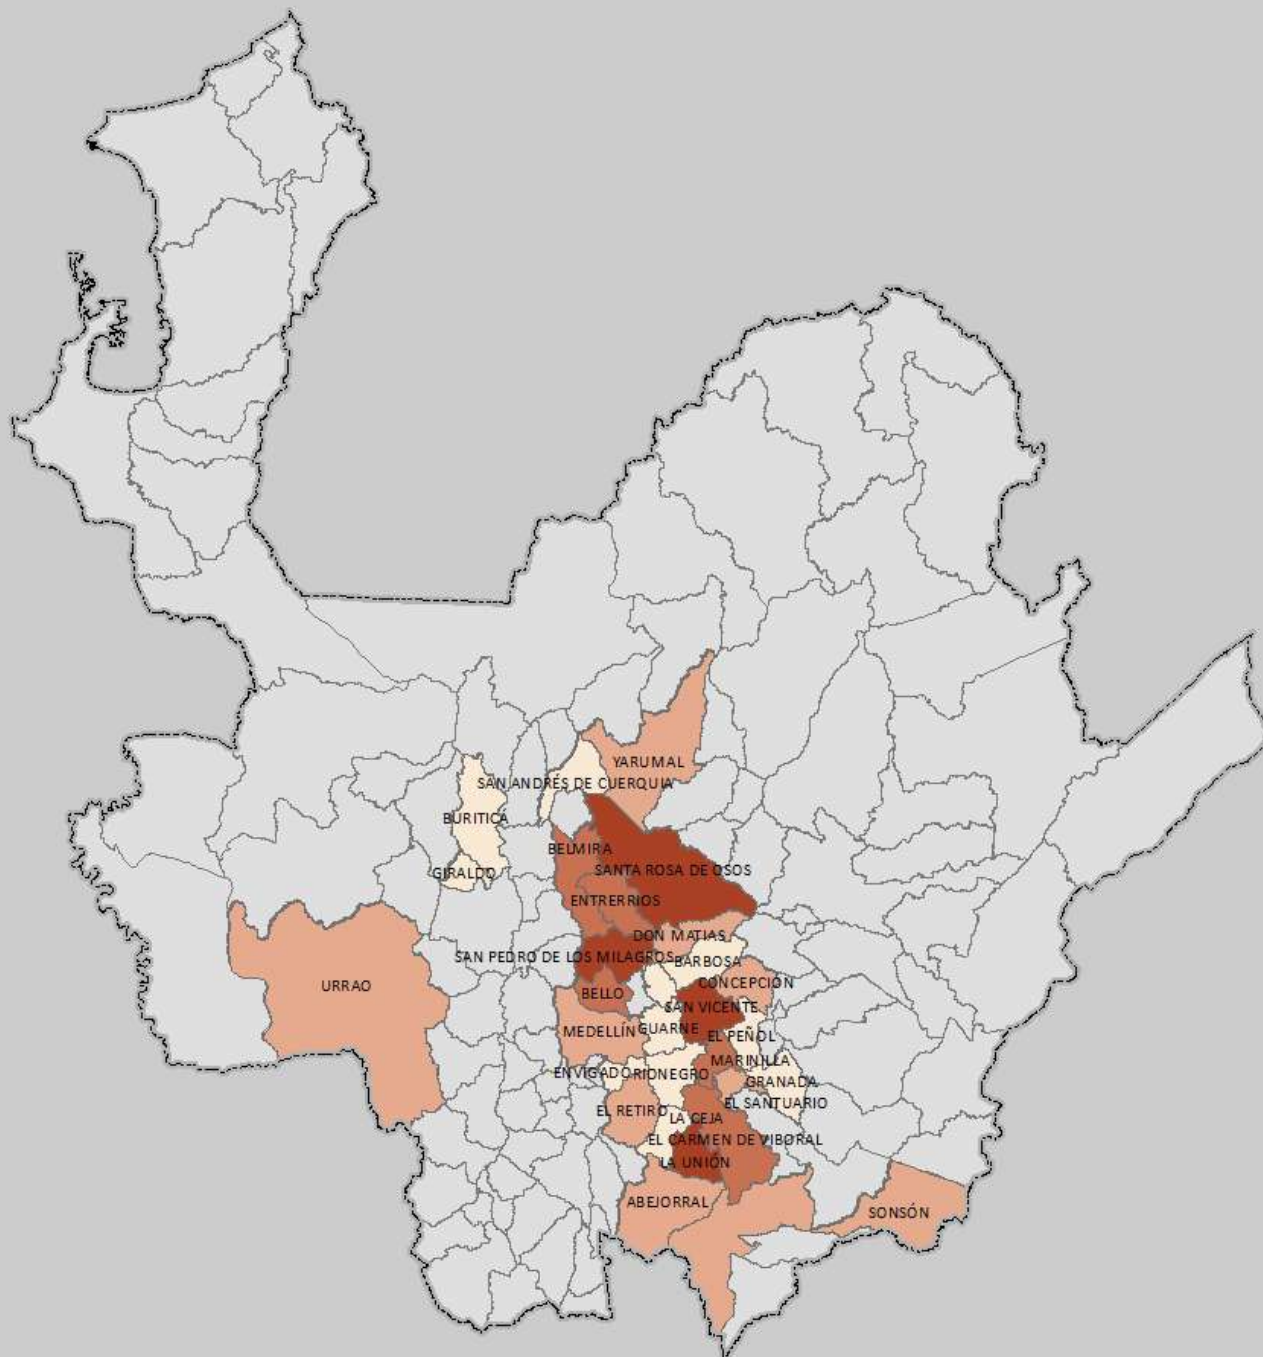 YARUMAL
SAN ANDRÉS DE CUERQUIA
BURITICA
BELMIRA
SANTA ROSA DE OSOS
GIRALDO
ENTRERRIOS
DON MATIAS
SAN PEDRO DE LOS MILAGROS
BARBOSA
CONCEPCIÓN
URRAO
BELLO
SAN VICENTE
MEDELLÍN
GUARNE
EL PEÑOL
MARINILLA
ENVIGADO
RIONEGRO
GRANADA
EL SANTUARIO
EL RETIRO
LA CEJA
EL CARMEN DE VIBORAL
LA UNIÓN
ABEJORRAL
SONSÓN